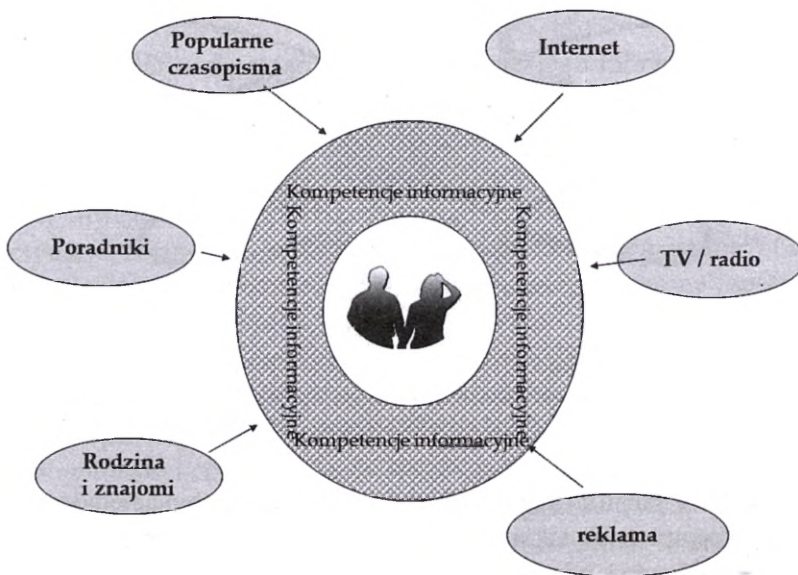 Popularne
czasopisma
Internet
Kompetencje informacyjne
Poradniki
Kompetencje informacyjne
Kompetencje informacyjne
TV / radio
Kompetencje informacyjne
Rodzina
i znajomi
reklama